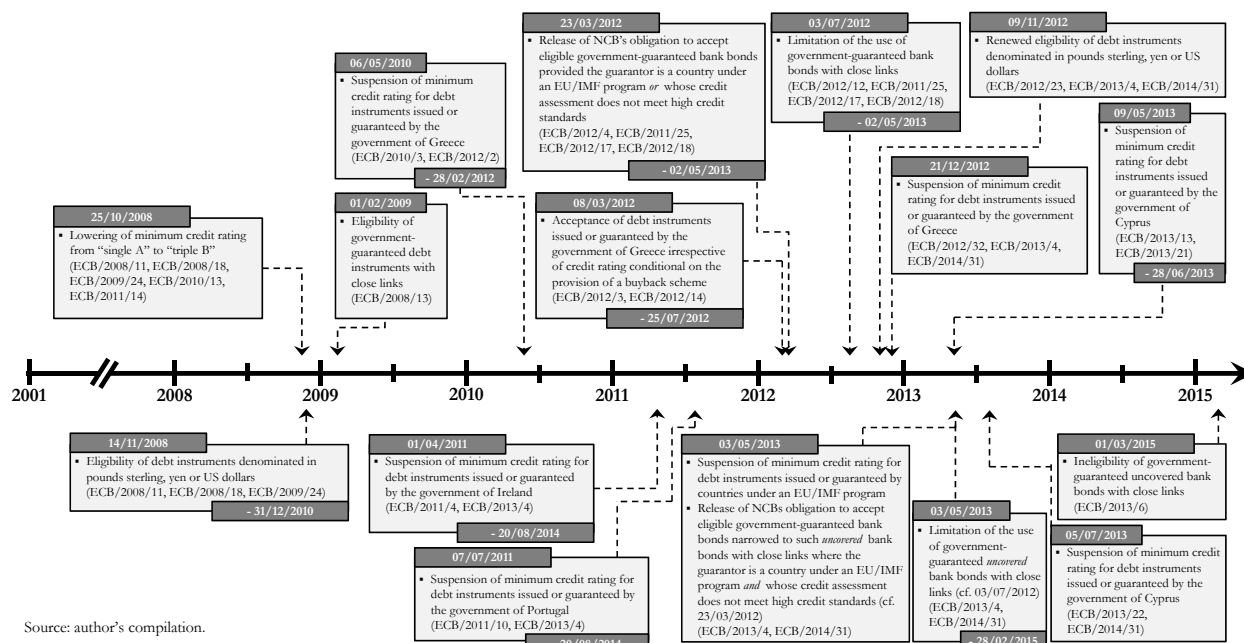 23/03/2012
▪ Release of NCB's obligation to accept
eligible government-guaranteed bank bonds
provided the guarantor is a country under
an EU/IMF program or whose credit
assessment does not meet high credit
standards
(ECB/2012/4, ECB/2011/25,
ECB/2012/17, ECB/2012/18)
- 02/05/2013
03/07/2012
▪ Limitation of the use of
government-guaranteed bank
bonds with close links
(ECB/2012/12, ECB/2011/25,
ECB/2012/17, ECB/2012/18)
- 02/05/2013
09/11/2012
▪ Renewed eligibility of debt instruments
denominated in pounds sterling, yen or US
dollars
(ECB/2012/23, ECB/2013/4, ECB/2014/31)
06/05/2010
▪ Suspension of minimum
credit rating for debt
instruments issued or
guaranteed by the
government of Greece
(ECB/2010/3, ECB/2012/2)
- 28/02/2012
09/05/2013
▪ Suspension of
minimum credit
rating for debt
instruments issued
or guaranteed by the
government of
Cyprus
(ECB/2013/13,
ECB/2013/21)
- 28/06/2013
21/12/2012
▪ Suspension of minimum credit
rating for debt instruments issued
or guaranteed by the government
of Greece
(ECB/2012/32, ECB/2013/4,
ECB/2014/31)
25/10/2008
▪ Lowering of minimum credit rating
from “single A” to “triple B”
(ECB/2008/11, ECB/2008/18,
ECB/2009/24, ECB/2010/13,
ECB/2011/14)
01/02/2009
▪ Eligibility of
government-
guaranteed debt
instruments with
close links
(ECB/2008/13)
08/03/2012
▪ Acceptance of debt instruments
issued or guaranteed by the
government of Greece irrespective
of credit rating conditional on the
provision of a buyback scheme
(ECB/2012/3, ECB/2012/14)
- 25/07/2012
2001 2008 2009 2010 2011 2012 2013 2014 2015
14/11/2008
▪ Eligibility of debt instruments denominated in
pounds sterling, yen or US dollars
(ECB/2008/11, ECB/2008/18, ECB/2009/24)
- 31/12/2010
01/04/2011
▪ Suspension of minimum credit rating for
debt instruments issued or guaranteed
by the government of Ireland
(ECB/2011/4, ECB/2013/4)
- 20/08/2014
07/07/2011
▪ Suspension of minimum credit rating for
debt instruments issued or guaranteed by
the government of Portugal
(ECB/2011/10, ECB/2013/4)
- 20/08/2014
03/05/2013
▪ Suspension of minimum credit rating for
debt instruments issued or guaranteed by
countries under an EU/IMF program
▪ Release of NCBs obligation to accept
eligible government-guaranteed bank
bonds narrowed to such uncovered bank
bonds with close links where the
guarantor is a country under an EU/IMF
program and whose credit assessment
does not meet high credit standards (cf.
23/03/2012)
(ECB/2013/4, ECB/2014/31)
03/05/2013
▪ Limitation of the use
of government-
guaranteed uncovered
bank bonds with close
links (cf. 03/07/2012)
(ECB/2013/4,
ECB/2014/31)
- 28/02/2015
01/03/2015
▪ Ineligibility of government-
guaranteed uncovered bank
bonds with close links
(ECB/2013/6)
05/07/2013
▪ Suspension of minimum credit
rating for debt instruments
issued or guaranteed by the
government of Cyprus
(ECB/2013/22,
ECB/2014/31)
Source: author's compilation.